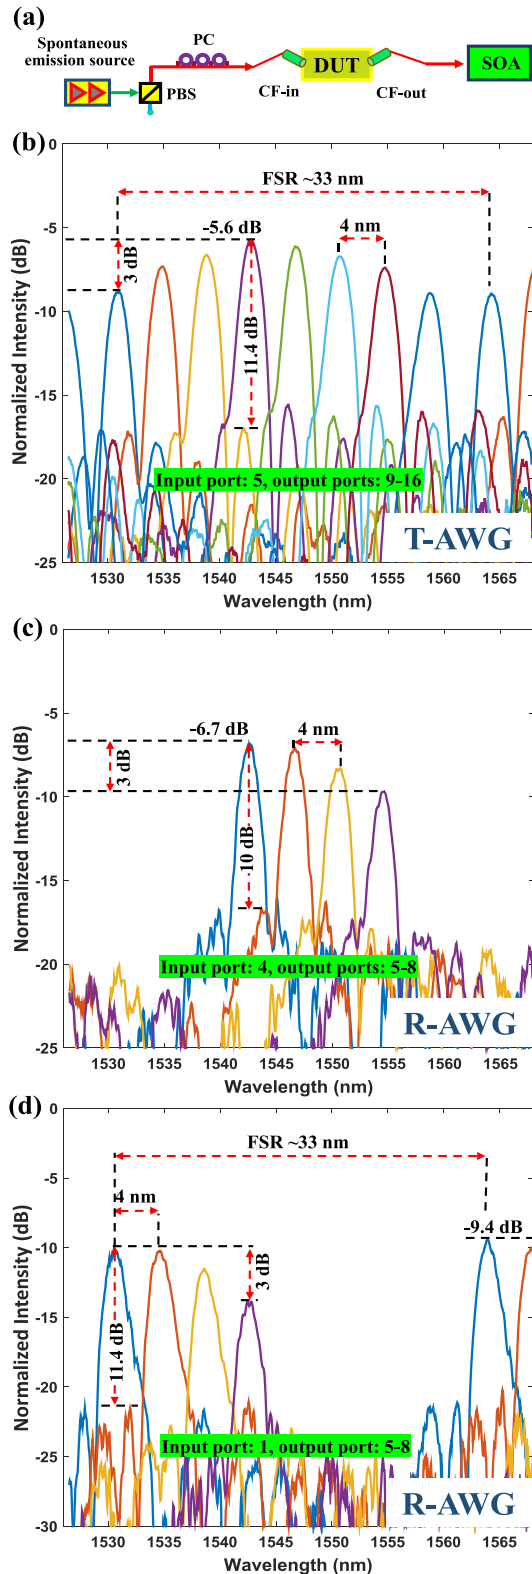 (a)
Spontaneous
emission source
PC
PBS
CF-in
DUT
CF-out
SOA
(b)
FSR ~33 nm
-5.6 dB
4 nm
3 dB
11.4 dB
Input port: 5, output ports: 9-16
T-AWG
0
-5
-10
-15
-20
-25
Normalized Intensity (dB)
1530 1535 1540 1545 1550 1555 1560 1565
Wavelength (nm)
(c)
-6.7 dB
4 nm
3 dB
10 dB
Input port: 4, output ports: 5-8
R-AWG
0
-5
-10
-15
-20
-25
Normalized Intensity (dB)
1530 1535 1540 1545 1550 1555 1560 1565
Wavelength (nm)
(d)
FSR ~33 nm
4 nm
-9.4 dB
3 dB
11.4 dB
Input port: 1, output port: 5-8
R-AWG
0
-5
-10
-15
-20
-25
-30
Normalized Intensity (dB)
1530 1535 1540 1545 1550 1555 1560 1565
Wavelength (nm)